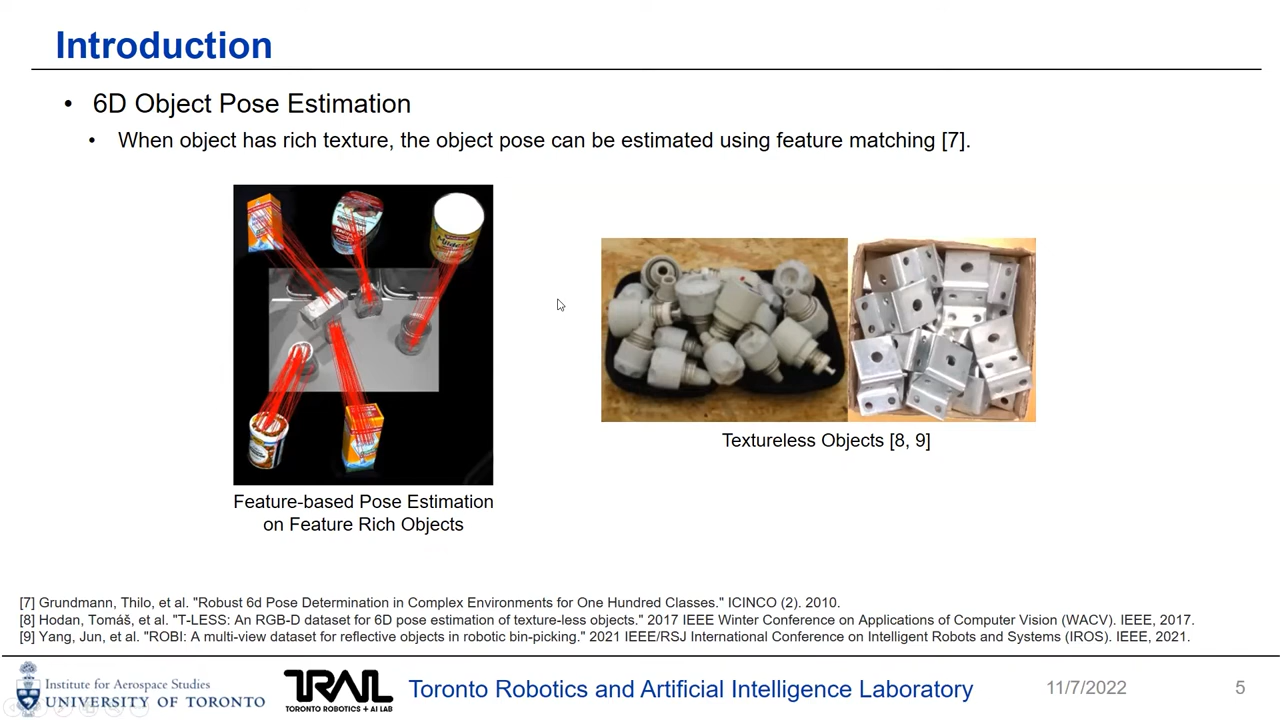 Introduction
• 6D Object Pose Estimation
• When object has rich texture, the object pose can be estimated using feature matching [7].
Feature-based Pose Estimation
on Feature Rich Objects
Textureless Objects [8, 9]
[7] Grundmann, Thilo, et al. "Robust 6d Pose Determination in Complex Environments for One Hundred Classes." ICINCO (2). 2010.
[8] Hodan, Tomáš, et al. "T-LESS: An RGB-D dataset for 6D pose estimation of texture-less objects." 2017 IEEE Winter Conference on Applications of Computer Vision (WACV). IEEE, 2017.
[9] Yang, Jun, et al. "ROBI: A multi-view dataset for reflective objects in robotic bin-picking." 2021 IEEE/RSJ International Conference on Intelligent Robots and Systems (IROS). IEEE, 2021.
Institute for Aerospace Studies
UNIVERSITY OF TORONTO
TRAIL
TORONTO ROBOTICS + AI LAB
Toronto Robotics and Artificial Intelligence Laboratory
11/7/2022
5